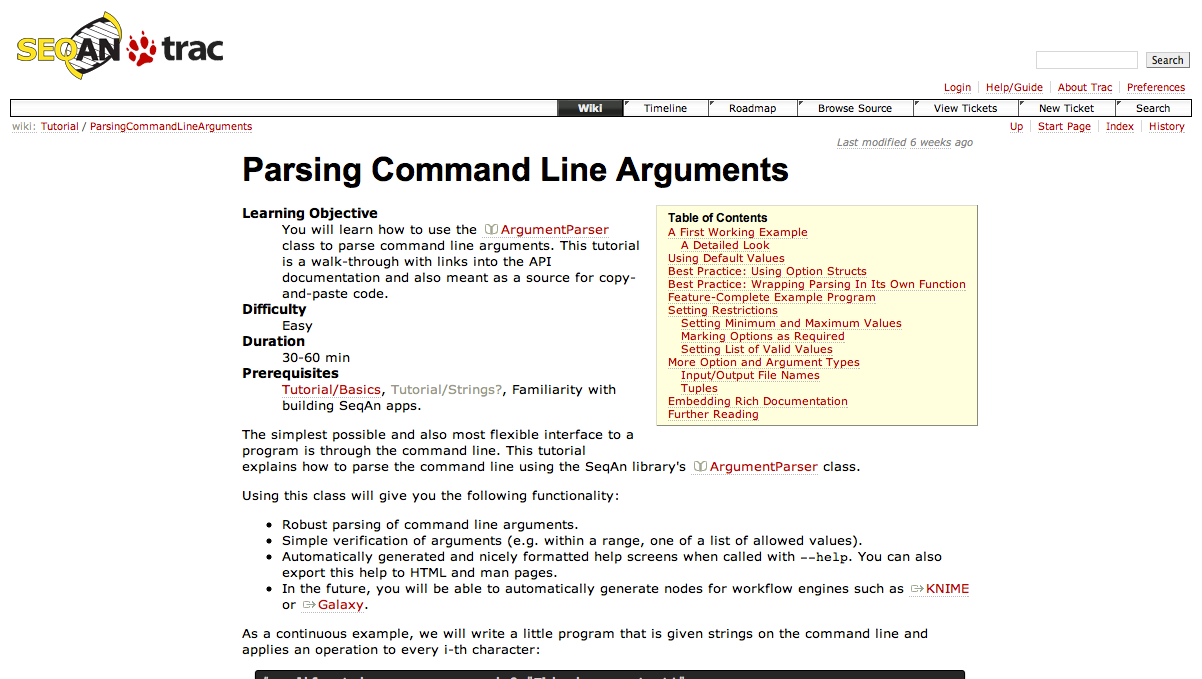 SEQAN trac
Search
Login Help/Guide About Trac Preferences
Wiki Timeline Roadmap Browse Source View Tickets New Ticket Search
wiki: Tutorial / ParsingCommandLineArguments
Up Start Page Index History
Last modified 6 weeks ago
Parsing Command Line Arguments
Learning Objective
You will learn how to use the ArgumentParser
class to parse command line arguments. This tutorial
is a walk-through with links into the API
documentation and also meant as a source for copy-
and-paste code.
Difficulty
Easy
Duration
30-60 min
Prerequisites
Tutorial/Basics, Tutorial/Strings?, Familiarity with
building SeqAn apps.
Table of Contents
A First Working Example
A Detailed Look
Using Default Values
Best Practice: Using Option Structs
Best Practice: Wrapping Parsing In Its Own Function
Feature-Complete Example Program
Setting Restrictions
Setting Minimum and Maximum Values
Marking Options as Required
Setting List of Valid Values
More Option and Argument Types
Input/Output File Names
Tuples
Embedding Rich Documentation
Further Reading
The simplest possible and also most flexible interface to a
program is through the command line. This tutorial
explains how to parse the command line using the SeqAn library's ArgumentParser class.
Using this class will give you the following functionality:
• Robust parsing of command line arguments.
• Simple verification of arguments (e.g. within a range, one of a list of allowed values).
• Automatically generated and nicely formatted help screens when called with --help. You can also
export this help to HTML and man pages.
• In the future, you will be able to automatically generate nodes for workflow engines such as KNIME
or Galaxy.
As a continuous example, we will write a little program that is given strings on the command line and
applies an operation to every i-th character: